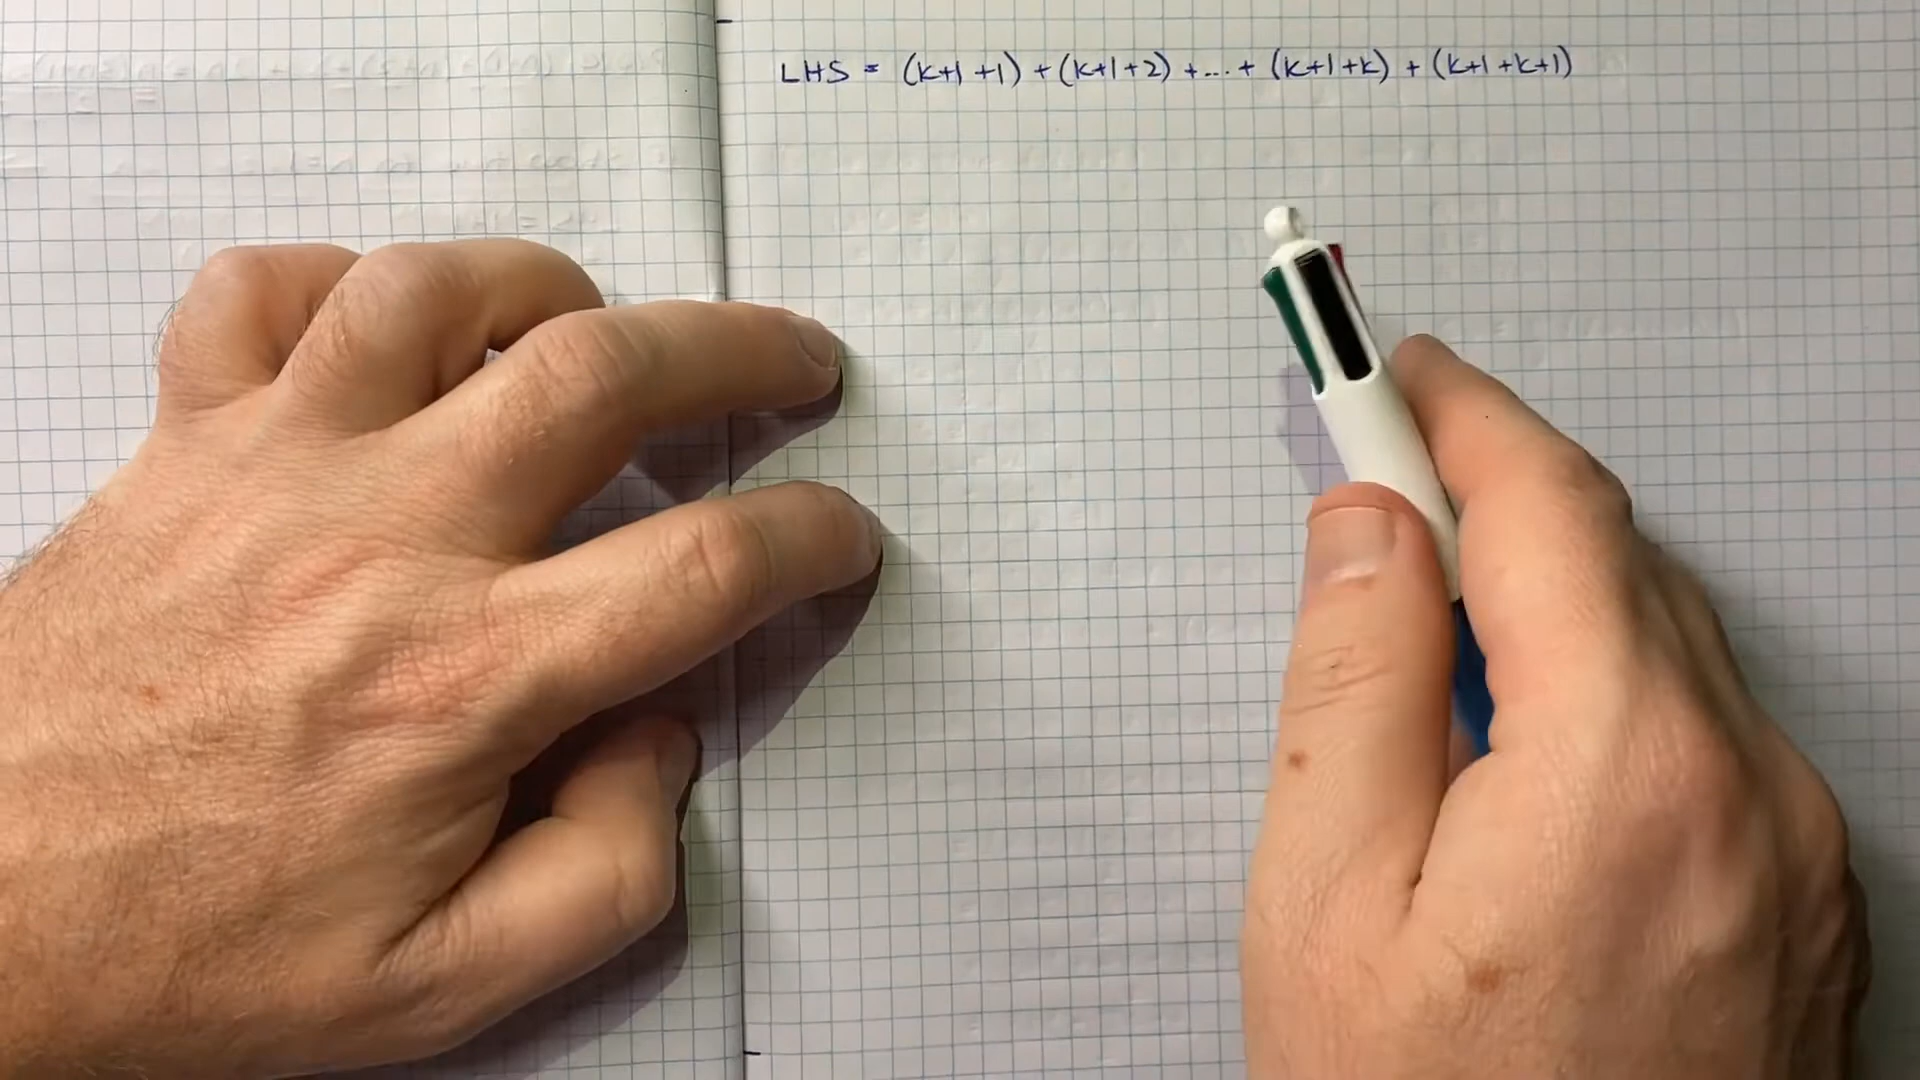 LHS = (k+1+1) + (k+1+2) + ... + (k+1+k) + (k+1+k+1)